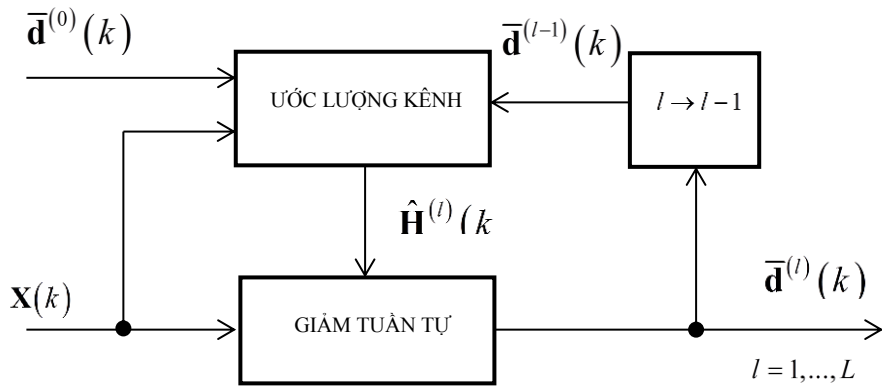 d̅⁽⁰⁾(k)
d̅⁽ˡ⁻¹⁾(k)
ƯỚC LƯỢNG KÊNH
l → l − 1
Ĥ⁽ˡ⁾(k
d̅⁽ˡ⁾(k)
X(k)
GIẢM TUẦN TỰ
l = 1,..., L